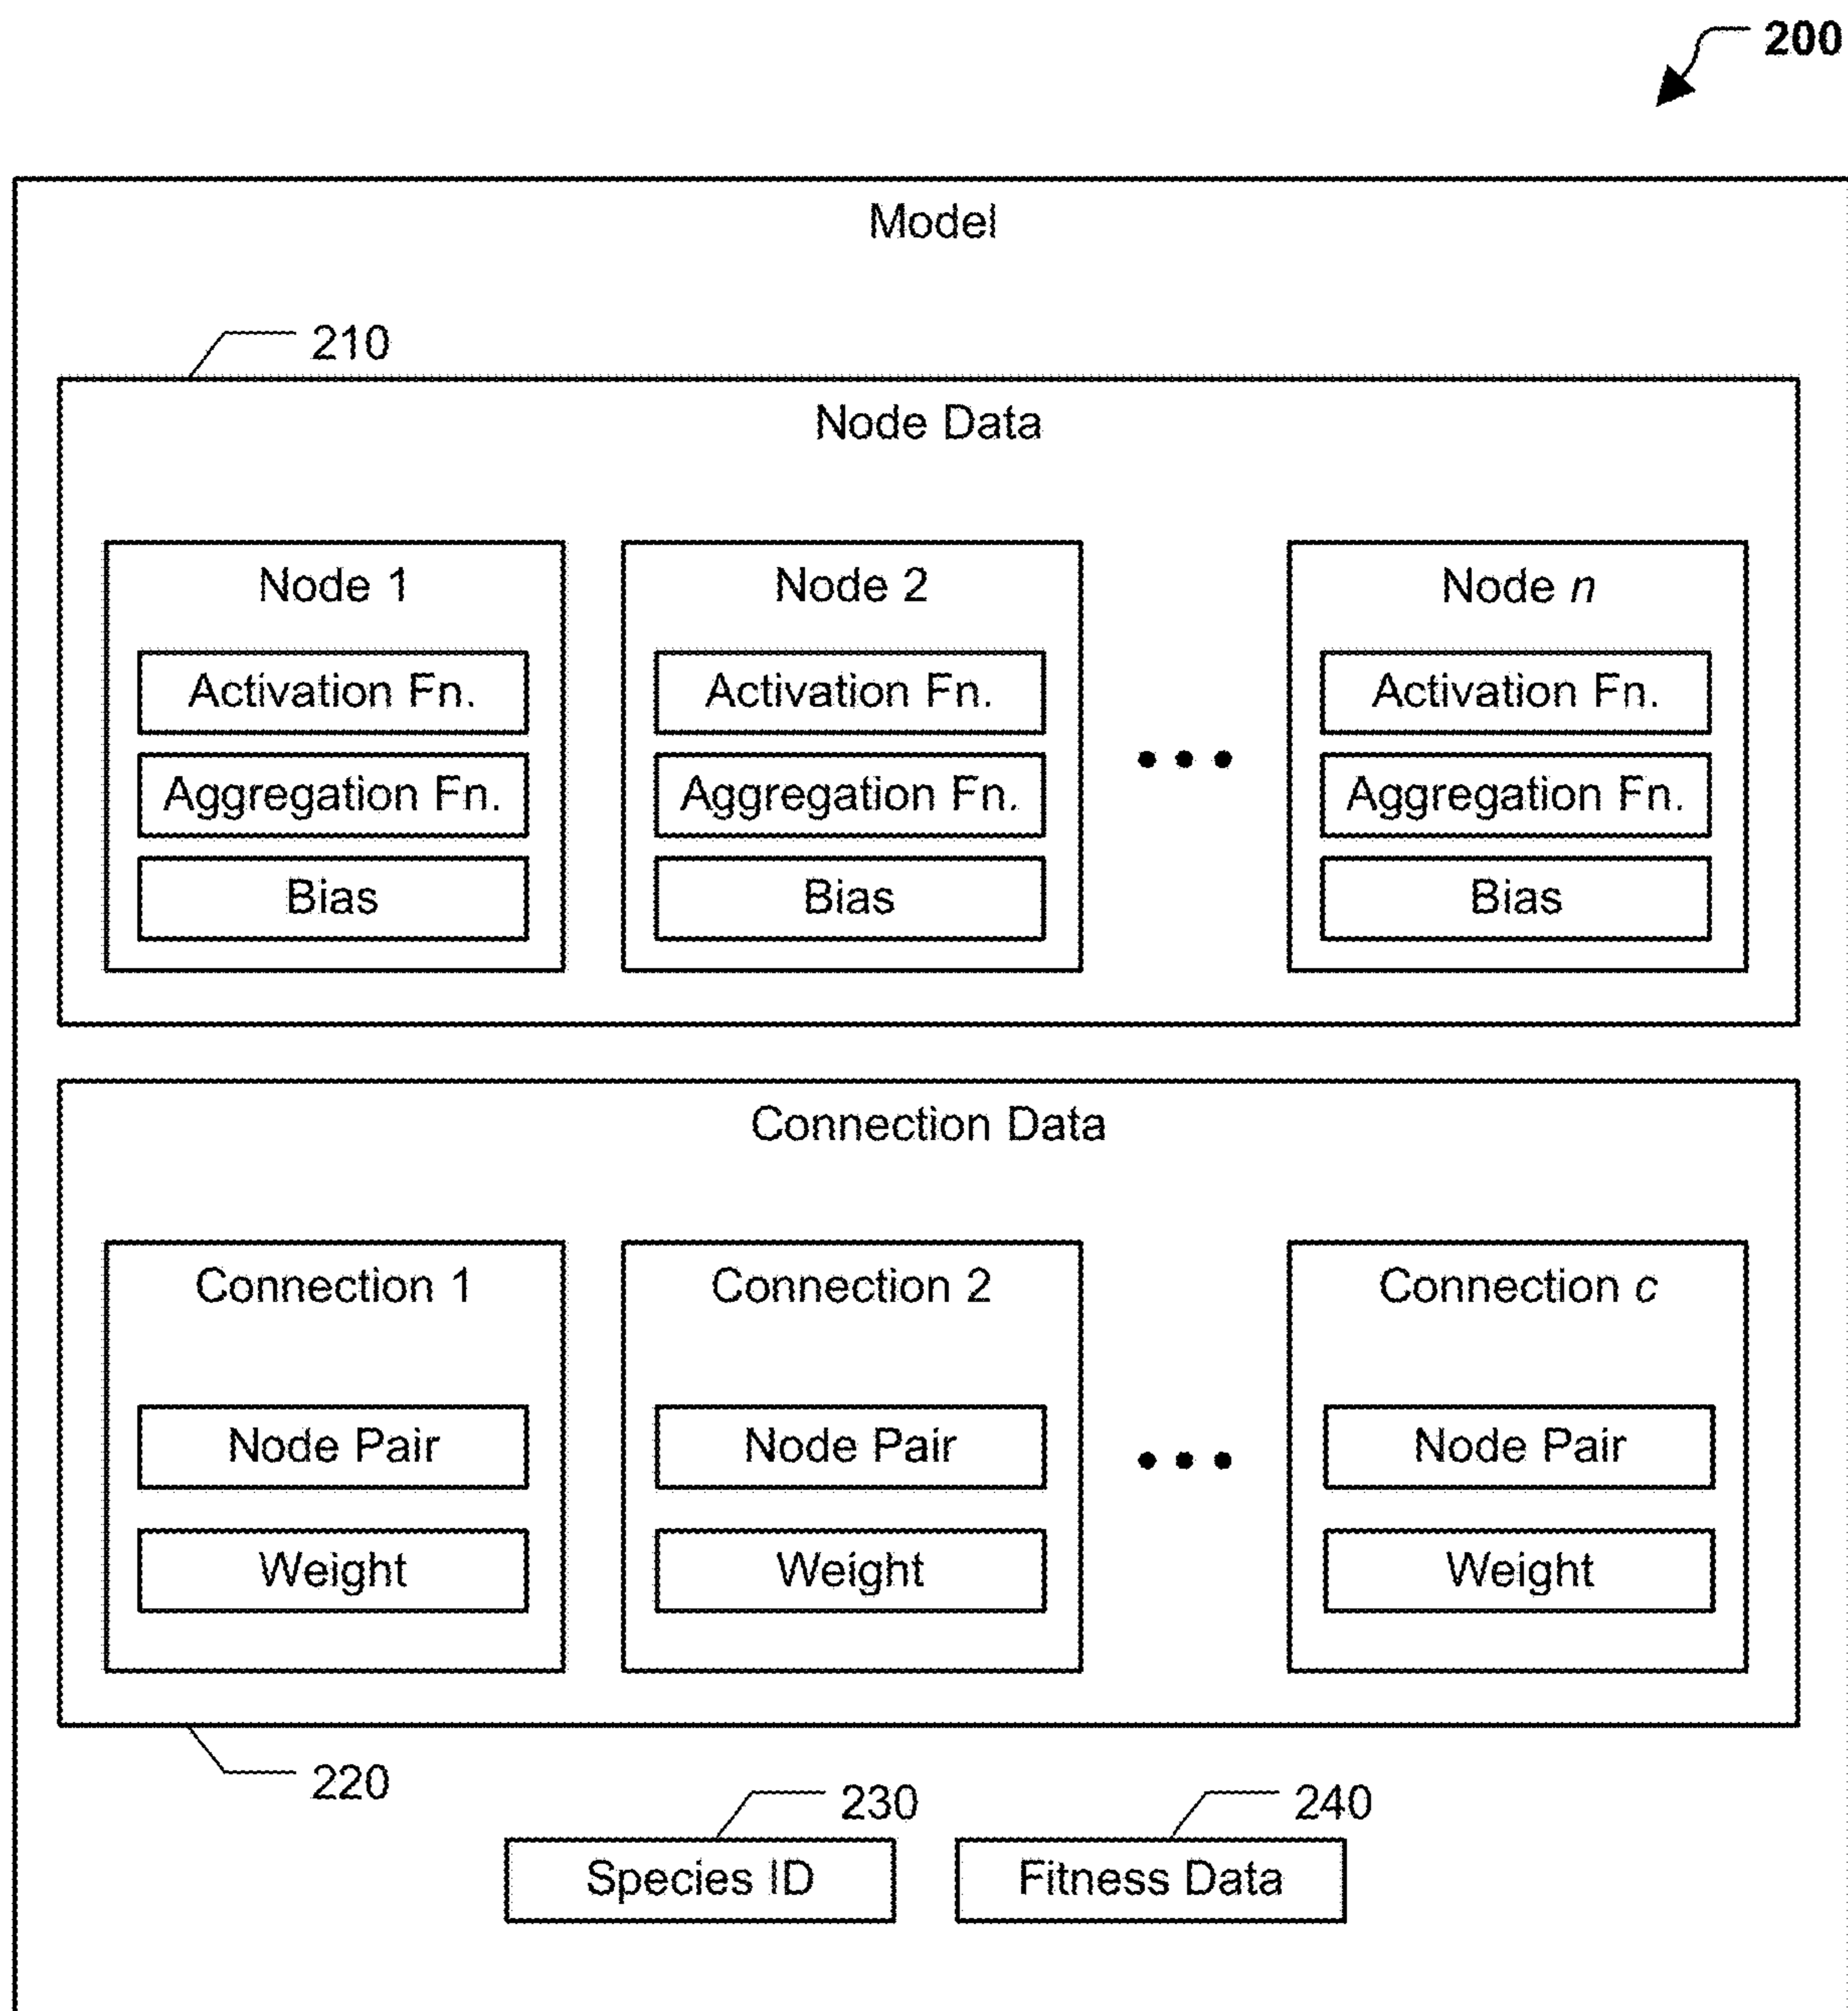 200
Model
210
Node Data
Node 1
Activation Fn.
Aggregation Fn.
Bias
Node 2
Activation Fn.
Aggregation Fn.
Bias
Node n
Activation Fn.
Aggregation Fn.
Bias
Connection Data
Connection 1
Node Pair
Weight
Connection 2
Node Pair
Weight
Connection c
Node Pair
Weight
220
230
Species ID
240
Fitness Data